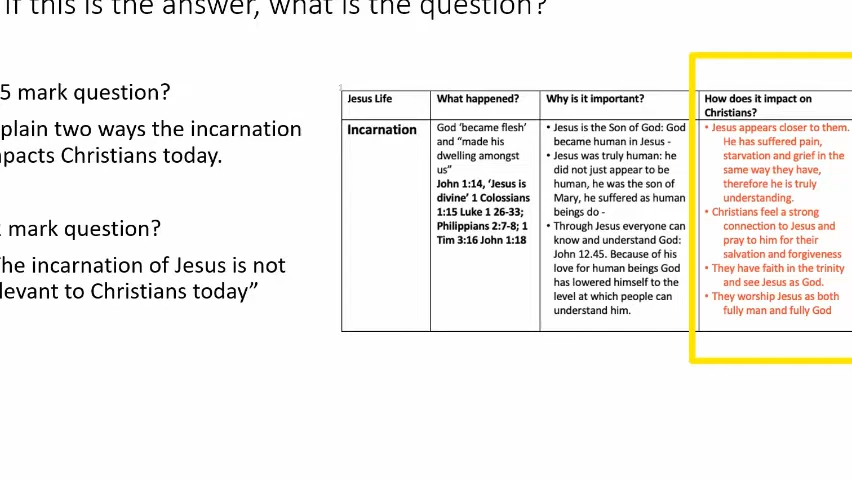 If this is the answer, what is the question?
5 mark question?
plain two ways the incarnation
pacts Christians today.
mark question?
he incarnation of Jesus is not
levant to Christians today”
Jesus Life
What happened?
Why is it important?
How does it impact on
Christians?
Incarnation
God ‘became flesh’
and “made his
dwelling amongst
us”
John 1:14, ‘Jesus is
divine’ 1 Colossians
1:15 Luke 1 26-33;
Philippians 2:7-8; 1
Tim 3:16 John 1:18
• Jesus is the Son of God: God
became human in Jesus -
• Jesus was truly human: he
did not just appear to be
human, he was the son of
Mary, he suffered as human
beings do -
• Through Jesus everyone can
know and understand God:
John 12.45. Because of his
love for human beings God
has lowered himself to the
level at which people can
understand him.
• Jesus appears closer to them.
He has suffered pain,
starvation and grief in the
same way they have,
therefore he is truly
understanding.
• Christians feel a strong
connection to Jesus and
pray to him for their
salvation and forgiveness
• They have faith in the trinity
and see Jesus as God.
• They worship Jesus as both
fully man and fully God